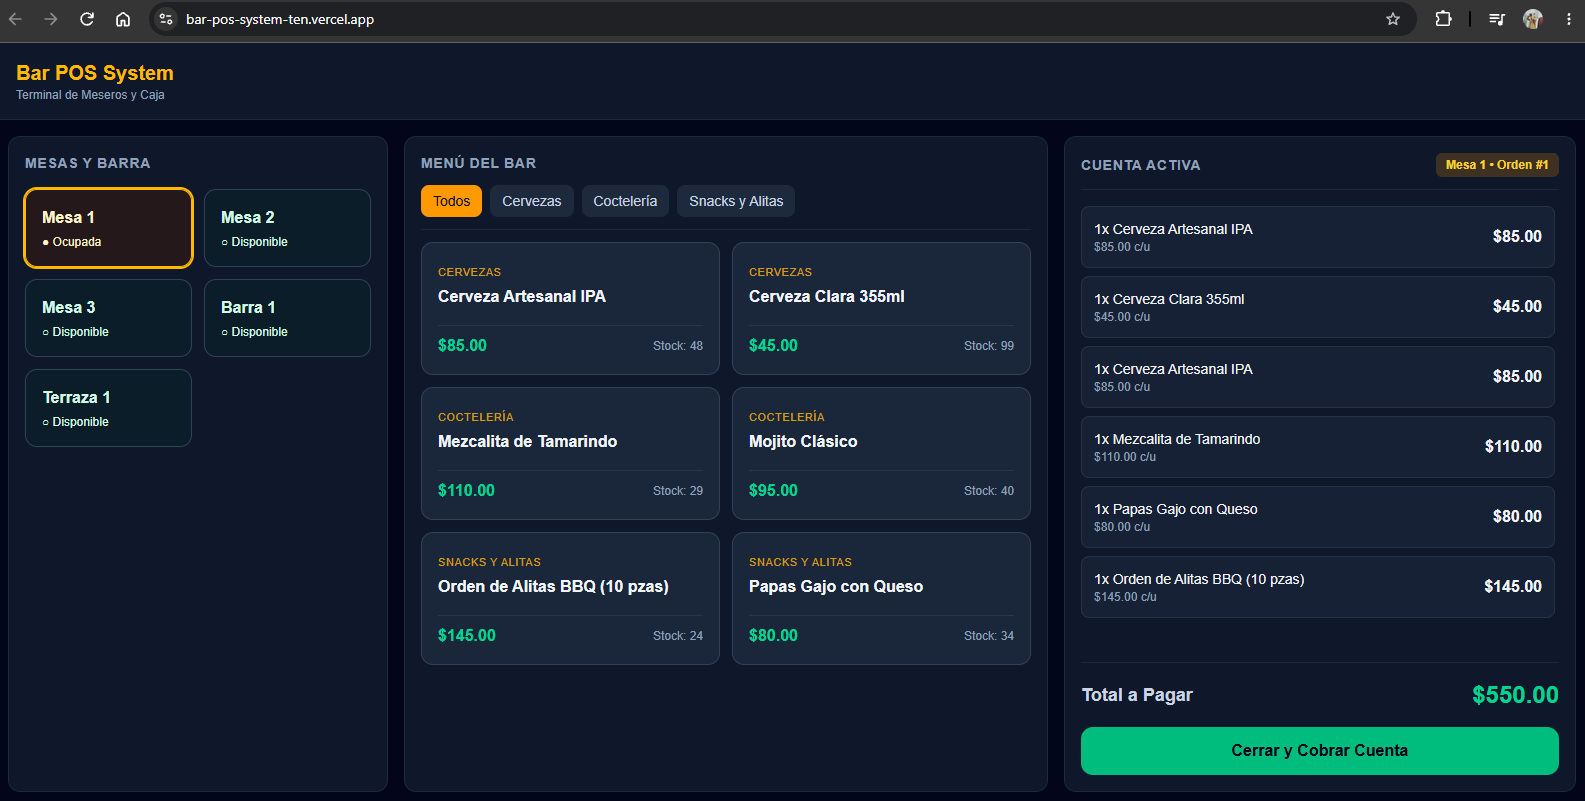 bar-pos-system-ten.vercel.app
Bar POS System
Terminal de Meseros y Caja
MESAS Y BARRA
Mesa 1
● Ocupada
Mesa 2
○ Disponible
Mesa 3
○ Disponible
Barra 1
○ Disponible
Terraza 1
○ Disponible
MENÚ DEL BAR
Todos
Cervezas
Coctelería
Snacks y Alitas
CERVEZAS
Cerveza Artesanal IPA
$85.00
Stock: 48
CERVEZAS
Cerveza Clara 355ml
$45.00
Stock: 99
COCTELERÍA
Mezcalita de Tamarindo
$110.00
Stock: 29
COCTELERÍA
Mojito Clásico
$95.00
Stock: 40
SNACKS Y ALITAS
Orden de Alitas BBQ (10 pzas)
$145.00
Stock: 24
SNACKS Y ALITAS
Papas Gajo con Queso
$80.00
Stock: 34
CUENTA ACTIVA
Mesa 1 • Orden #1
1x Cerveza Artesanal IPA
$85.00 c/u
$85.00
1x Cerveza Clara 355ml
$45.00 c/u
$45.00
1x Cerveza Artesanal IPA
$85.00 c/u
$85.00
1x Mezcalita de Tamarindo
$110.00 c/u
$110.00
1x Papas Gajo con Queso
$80.00 c/u
$80.00
1x Orden de Alitas BBQ (10 pzas)
$145.00 c/u
$145.00
Total a Pagar
$550.00
Cerrar y Cobrar Cuenta